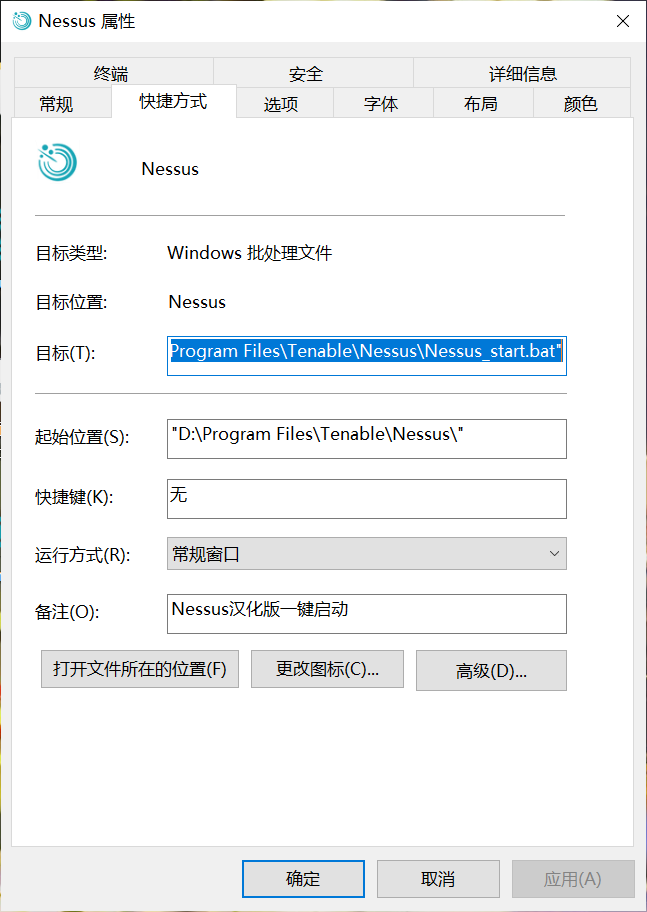 Nessus 属性
终端 安全 详细信息
常规 快捷方式 选项 字体 布局 颜色
Nessus
目标类型: Windows 批处理文件
目标位置: Nessus
目标(T): Program Files\Tenable\Nessus\Nessus_start.bat"
起始位置(S): "D:\Program Files\Tenable\Nessus\"
快捷键(K): 无
运行方式(R): 常规窗口
备注(O): Nessus汉化版一键启动
打开文件所在的位置(F) 更改图标(C)... 高级(D)...
确定 取消 应用(A)